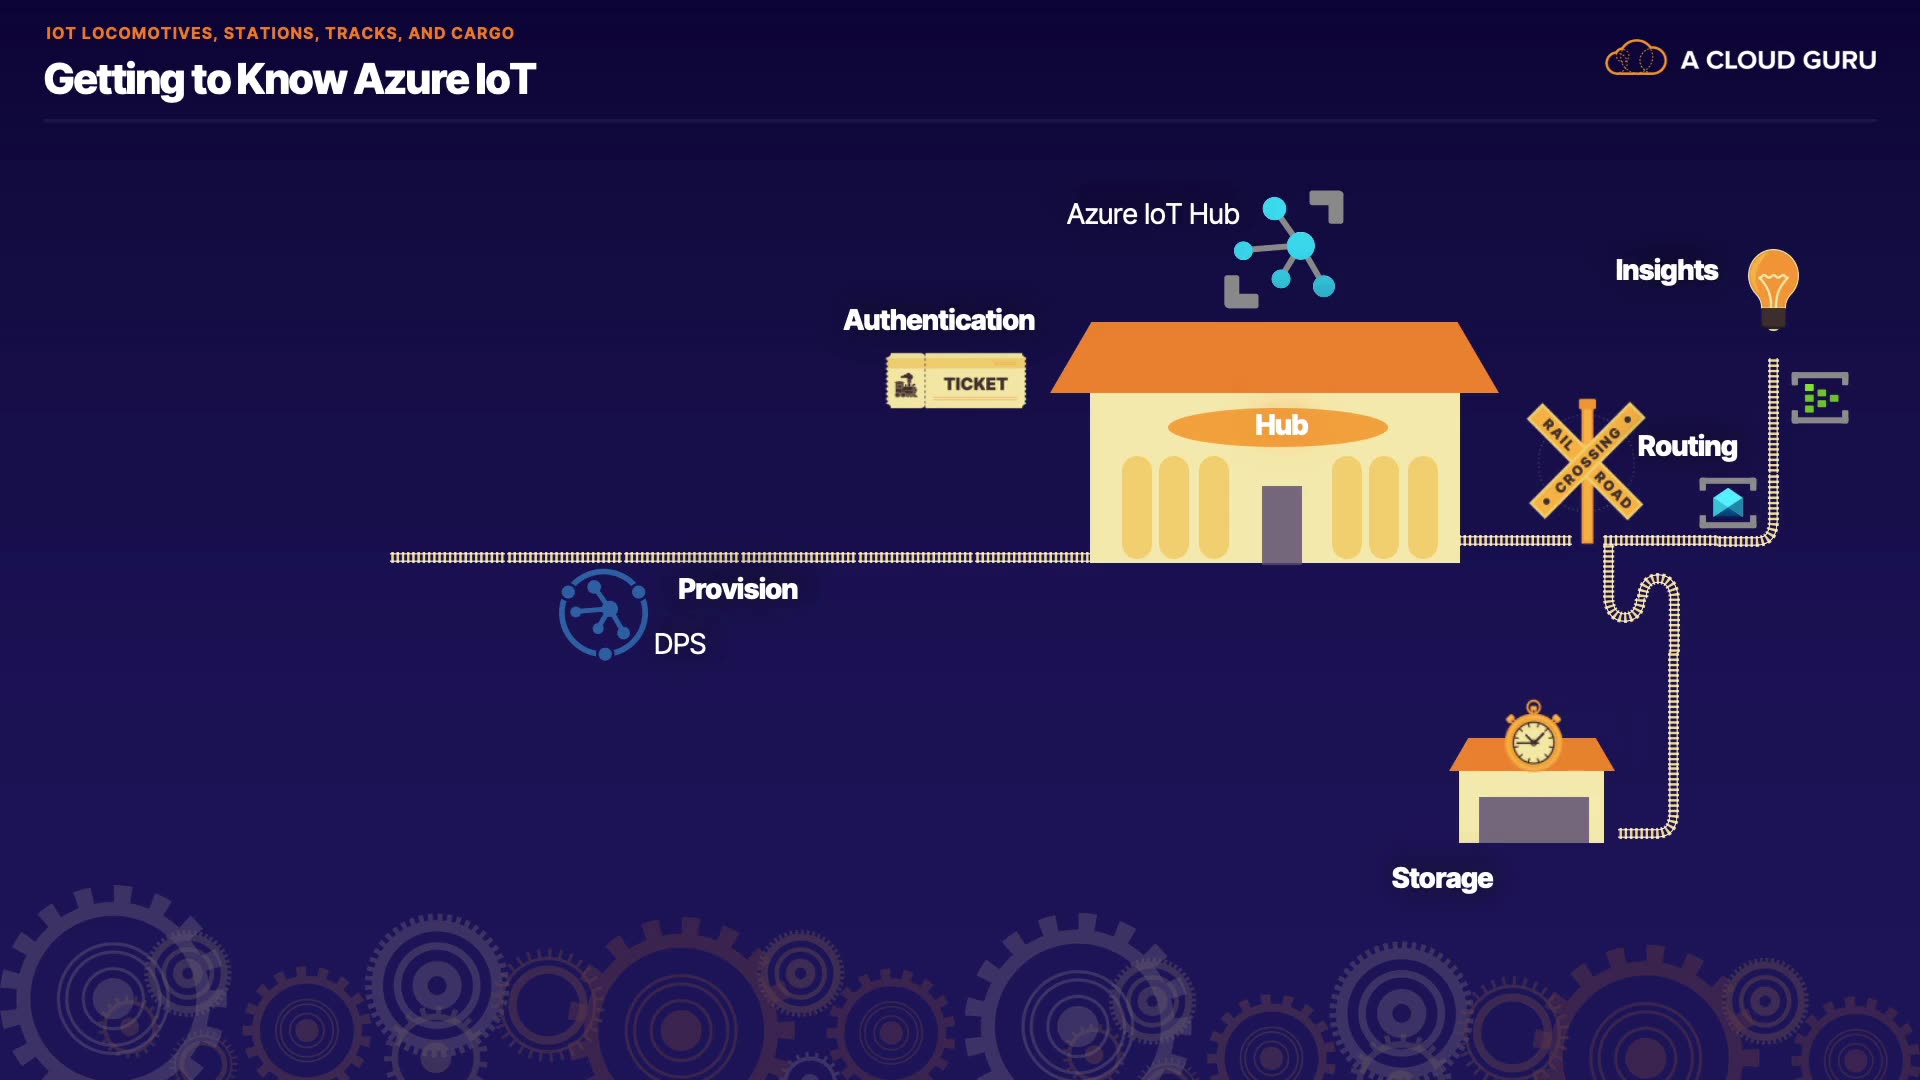 IOT LOCOMOTIVES, STATIONS, TRACKS, AND CARGO
Getting to Know Azure IoT
A CLOUD GURU
Azure IoT Hub
Insights
Authentication
TICKET
Hub
RAIL
CROSSING
ROAD
Routing
Provision
DPS
Storage